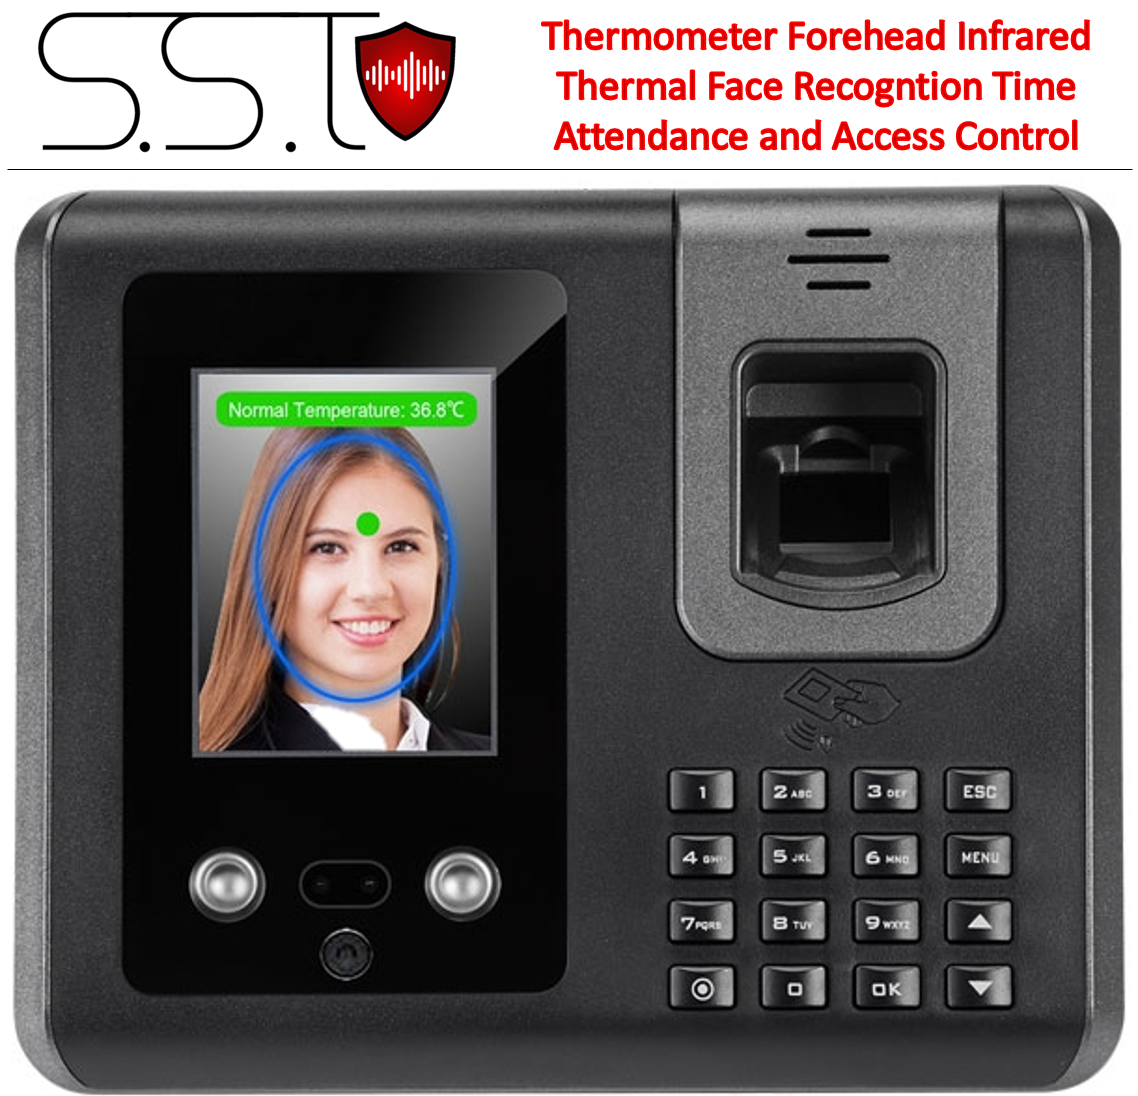 S.S.T
Thermometer Forehead Infrared
Thermal Face Recogntion Time
Attendance and Access Control
Normal Temperature: 36.8℃
1 2 ABC 3 DEF ESC
4 GHI 5 JKL 6 MNO MENU
7 PQRS 8 TUV 9 WXYZ
0 OK